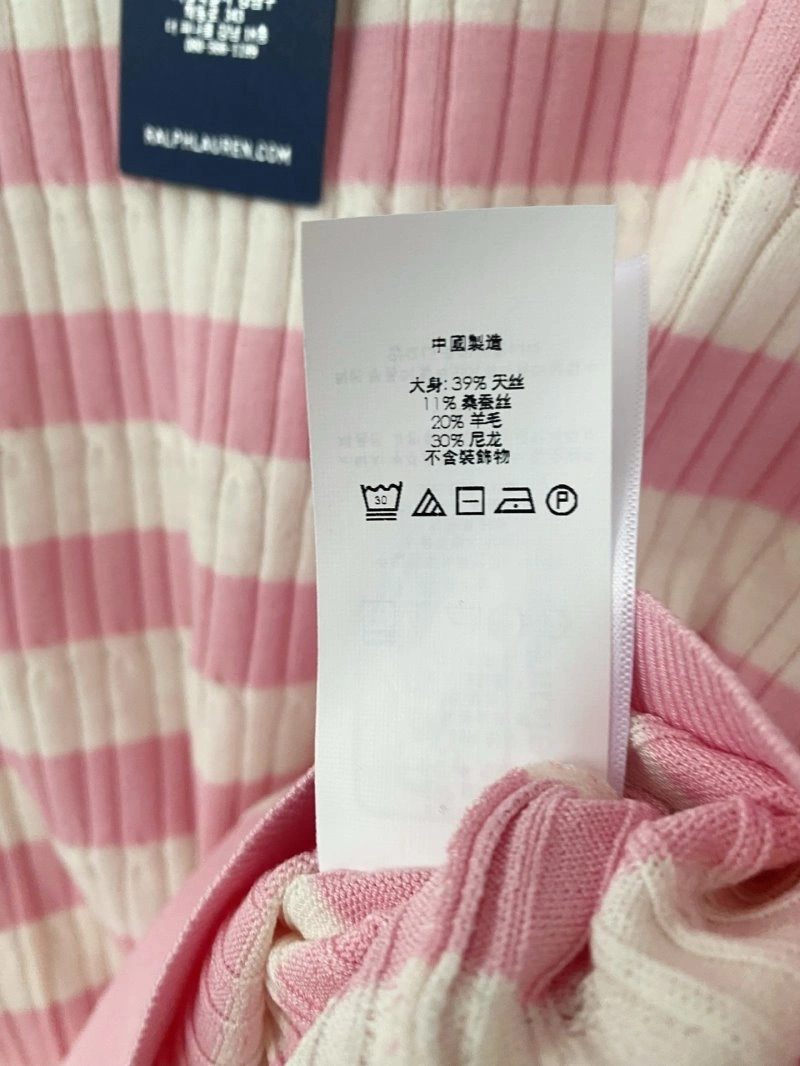 RALPHLAUREN.COM
中國製造
大身: 39% 天丝
11% 桑蚕丝
20% 羊毛
30% 尼龙
不含裝飾物
30
P